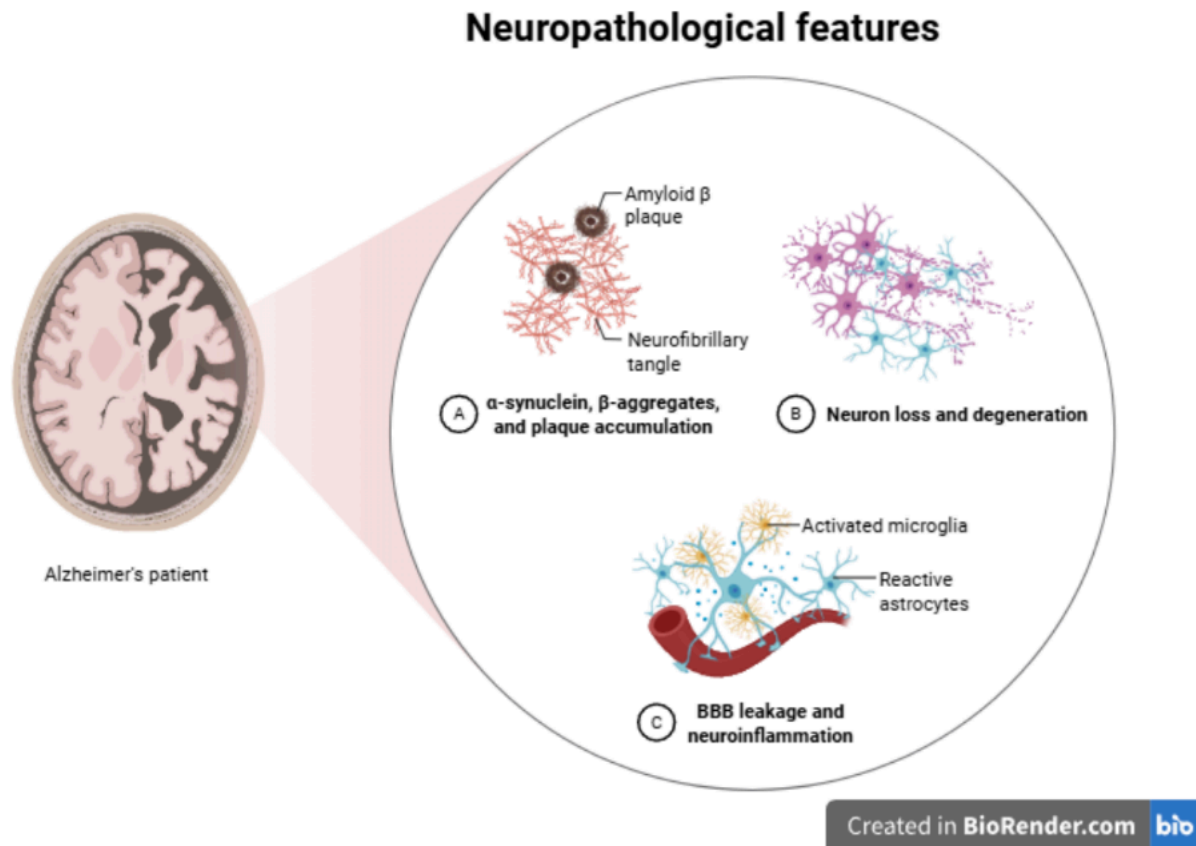 Neuropathological features
Amyloid β
plaque
Neurofibrillary
tangle
A
α-synuclein, β-aggregates,
and plaque accumulation
B
Neuron loss and degeneration
Alzheimer's patient
Activated microglia
Reactive
astrocytes
C
BBB leakage and
neuroinflammation
Created in BioRender.com bio